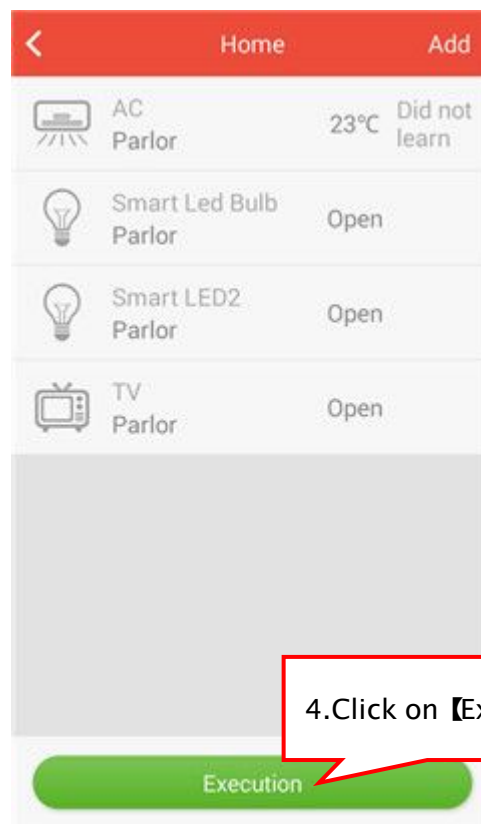 Home Add
AC
Parlor
23℃
Did not
learn
Smart Led Bulb
Parlor
Open
Smart LED2
Parlor
Open
TV
Parlor
Open
4.Click on 【Ex
Execution